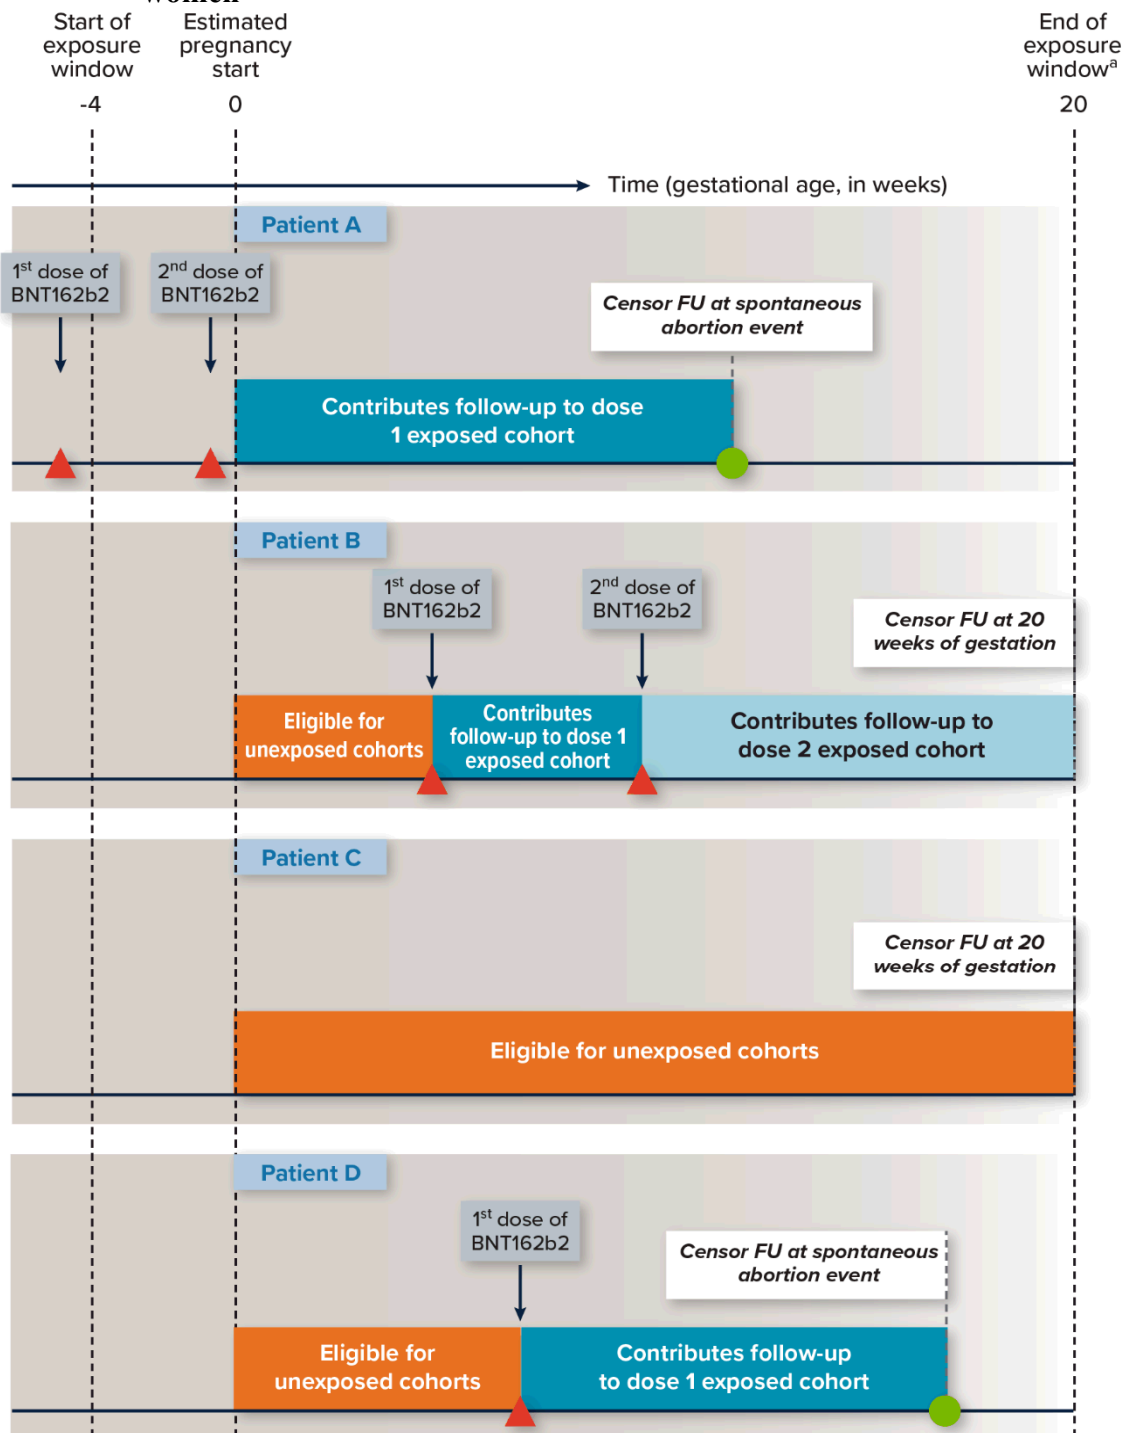 women
Start of
exposure
window
Estimated
pregnancy
start
End of
exposure
windowᵃ
-4
0
20
Time (gestational age, in weeks)
Patient A
1ˢᵗ dose of
BNT162b2
2ⁿᵈ dose of
BNT162b2
Censor FU at spontaneous
abortion event
Contributes follow-up to dose
1 exposed cohort
Patient B
1ˢᵗ dose of
BNT162b2
2ⁿᵈ dose of
BNT162b2
Censor FU at 20
weeks of gestation
Eligible for
unexposed cohorts
Contributes
follow-up to dose 1
exposed cohort
Contributes follow-up to
dose 2 exposed cohort
Patient C
Censor FU at 20
weeks of gestation
Eligible for unexposed cohorts
Patient D
1ˢᵗ dose of
BNT162b2
Censor FU at spontaneous
abortion event
Eligible for
unexposed cohorts
Contributes follow-up
to dose 1 exposed cohort